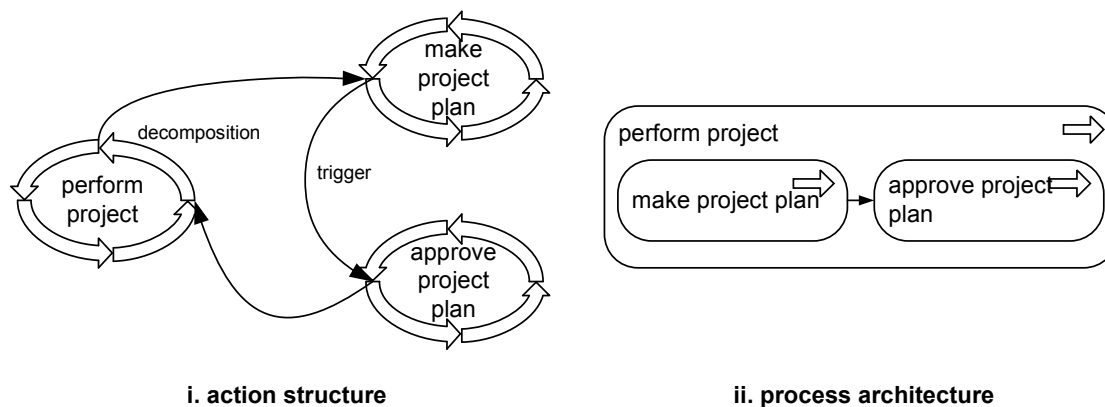 make
project
plan
decomposition
perform
project
trigger
approve
project
plan
i. action structure
perform project
make project plan
approve project
plan
ii. process architecture